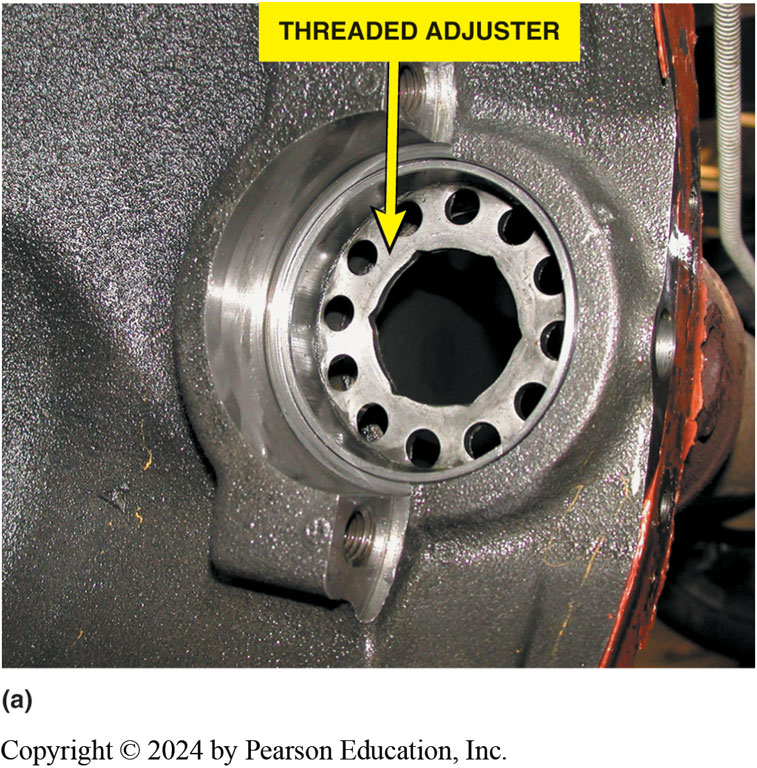 THREADED ADJUSTER
(a)
Copyright © 2024 by Pearson Education, Inc.